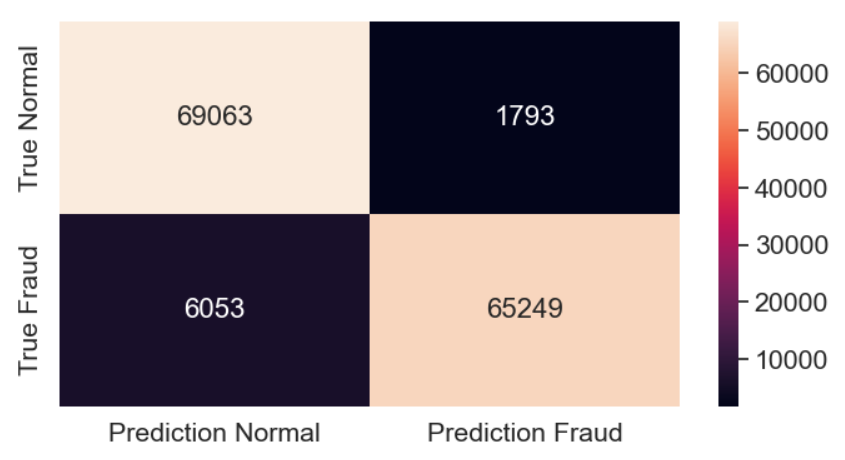 True Normal
69063 1793
True Fraud
6053 65249
Prediction Normal Prediction Fraud
60000
50000
40000
30000
20000
10000